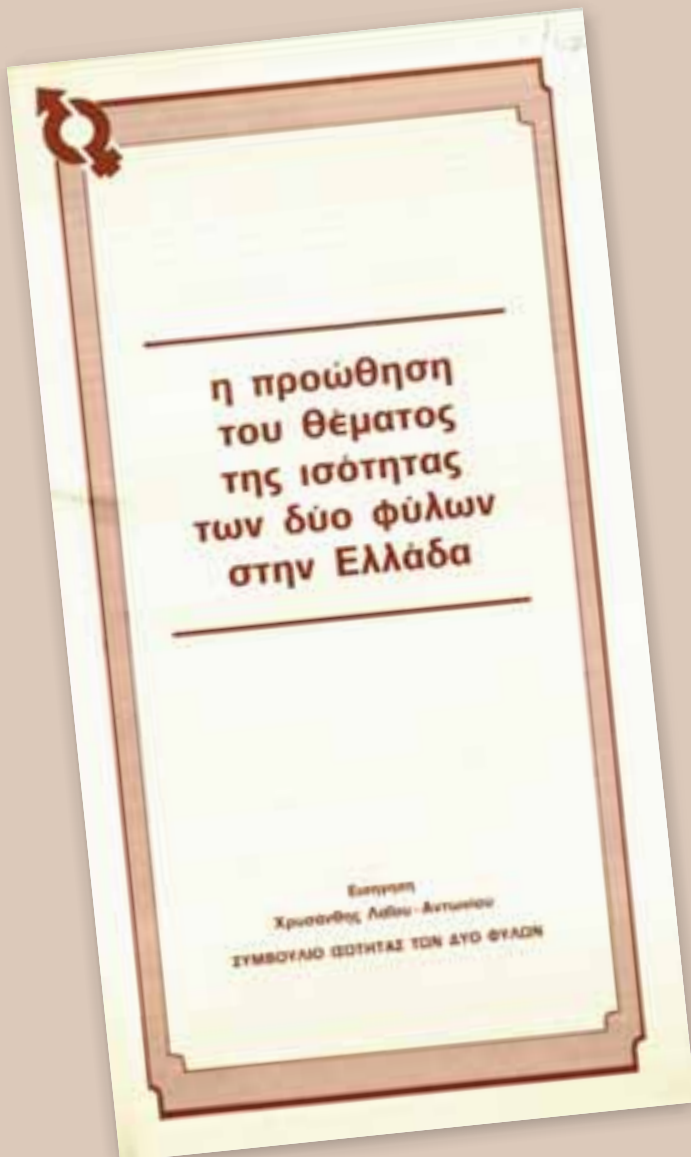 η προώθηση
του θέματος
της ισότητας
των δύο φύλων
στην Ελλάδα
Εισηγηση
Χρυσάνθης Λαΐου-Αντωνίου
ΣΥΜΒΟΥΛΙΟ ΙΣΟΤΗΤΑΣ ΤΩΝ ΔΥΟ ΦΥΛΩΝ